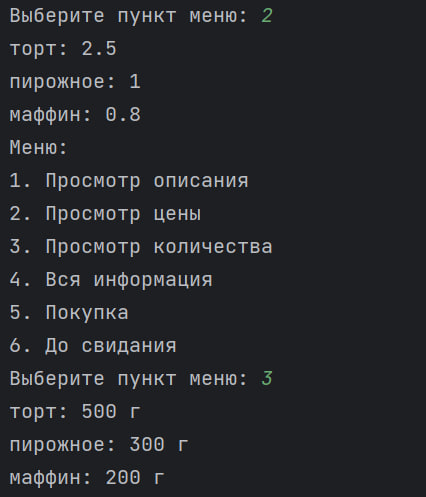 Выберите пункт меню: 2
торт: 2.5
пирожное: 1
маффин: 0.8
Меню:
1. Просмотр описания
2. Просмотр цены
3. Просмотр количества
4. Вся информация
5. Покупка
6. До свидания
Выберите пункт меню: 3
торт: 500 г
пирожное: 300 г
маффин: 200 г